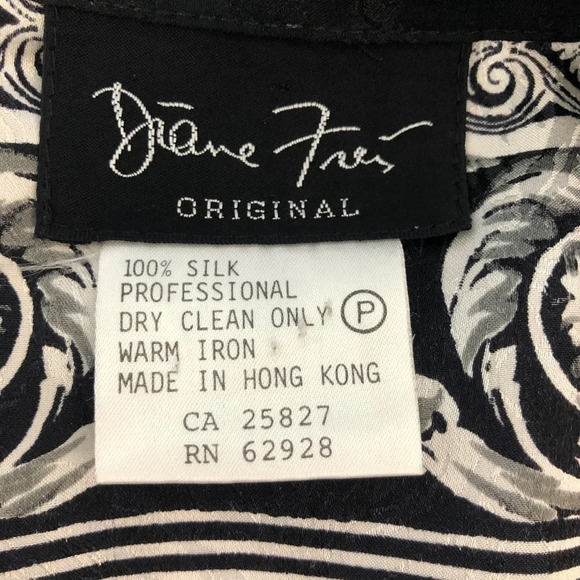 Diane Freis
ORIGINAL
100% SILK
PROFESSIONAL
DRY CLEAN ONLY Ⓟ
WARM IRON
MADE IN HONG KONG
CA 25827
RN 62928